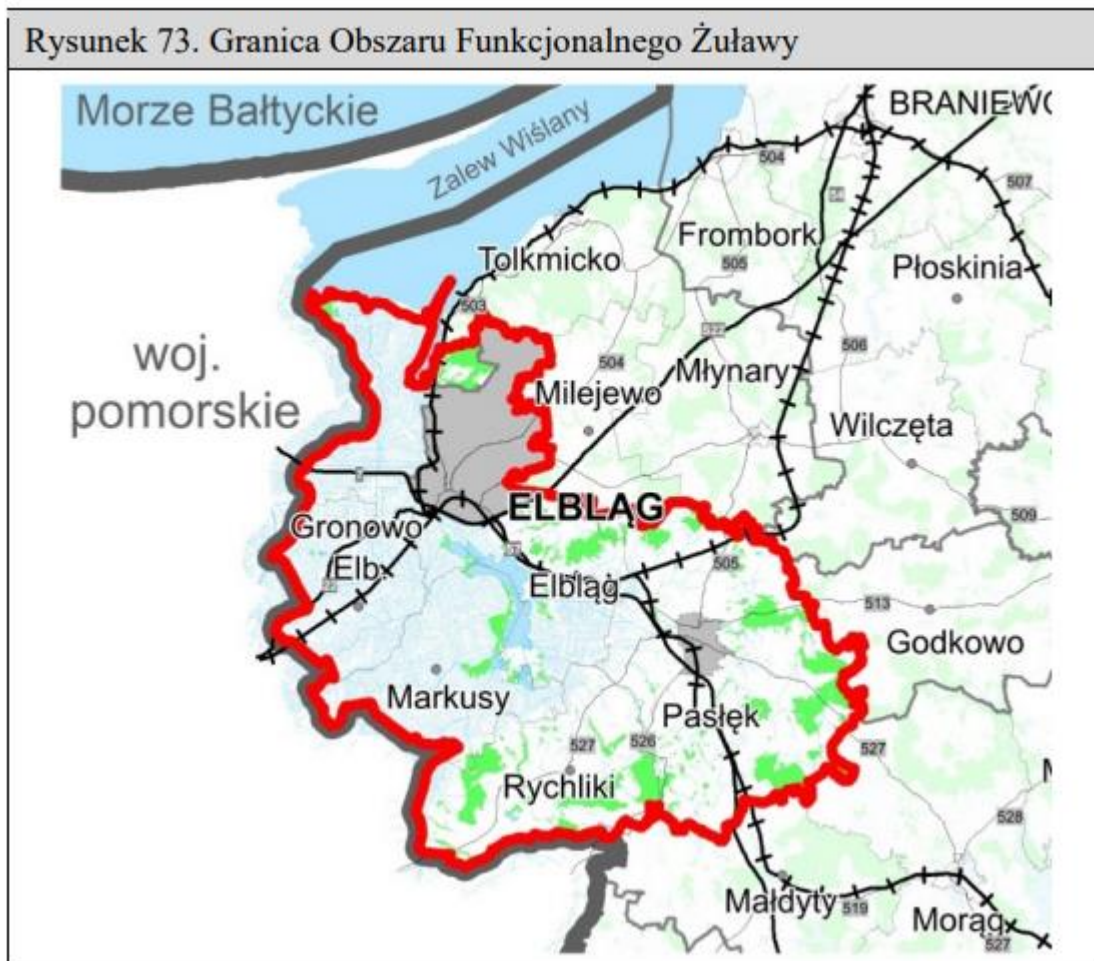 Rysunek 73. Granica Obszaru Funkcjonalnego Żuławy
Morze Bałtyckie
BRANIEWO
Zalew Wiślany
504
507
Frombork
Tolkmicko
505
Płoskinia
503
woj.
pomorskie
504
506
Młynary
Milejewo
Wilczęta
7
ELBLĄG
509
Gronowo
Elb.
22
Elbląg
505
513
Godkowo
Markusy
Pasłęk
527
526
527
Rychliki
528
Małdyty
519
Morąg
527